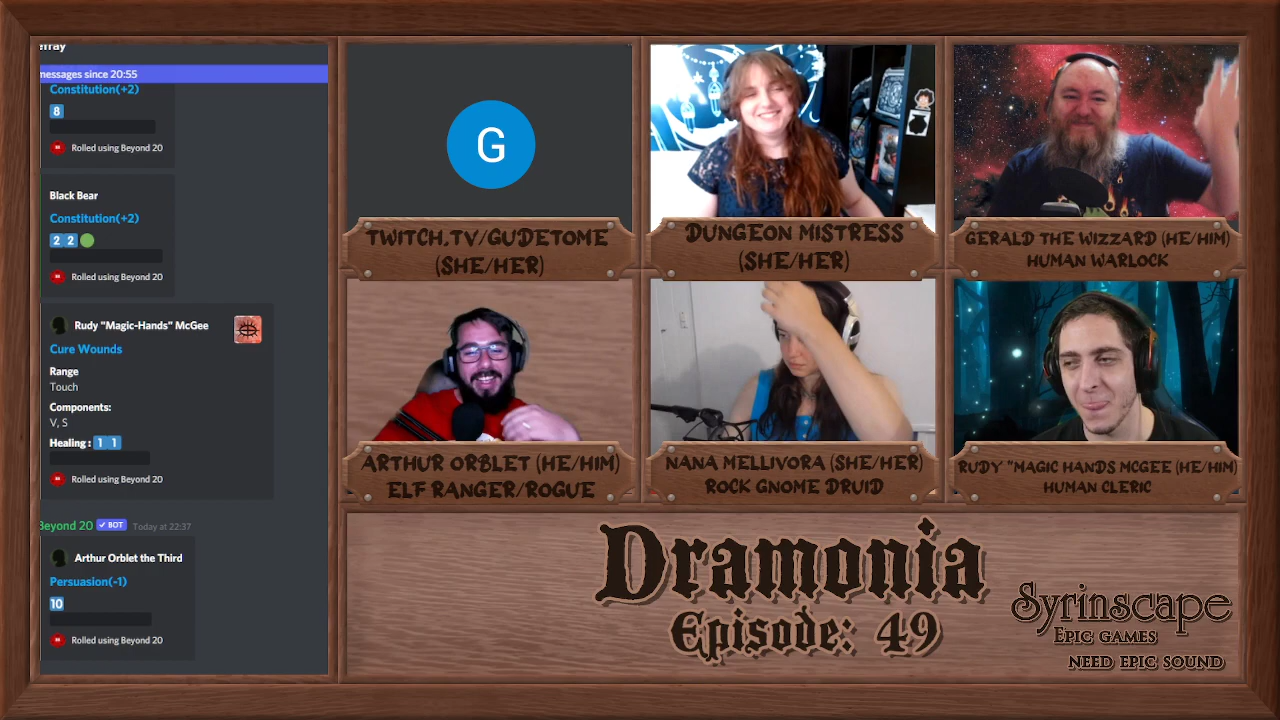 messages since 20:55
Constitution(+2)
8
Rolled using Beyond 20
Black Bear
Constitution(+2)
22
Rolled using Beyond 20
Rudy "Magic-Hands" McGee
Cure Wounds
Range
Touch
Components:
V, S
Healing : 11
Rolled using Beyond 20
Beyond 20 ✓ BOT Today at 22:37
Arthur Orblet the Third
Persuasion(-1)
10
Rolled using Beyond 20
G
TWITCH.TV/GUDETOME
(SHE/HER)
DUNGEON MISTRESS
(SHE/HER)
GERALD THE WIZZARD (HE/HIM)
HUMAN WARLOCK
ARTHUR ORBLET (HE/HIM)
ELF RANGER/ROGUE
NANA MELLIVORA (SHE/HER)
ROCK GNOME DRUID
RUDY "MAGIC HANDS MCGEE (HE/HIM)
HUMAN CLERIC
Dramonia
Episode: 49
Syrinscape
EPIC GAMES
NEED EPIC SOUND